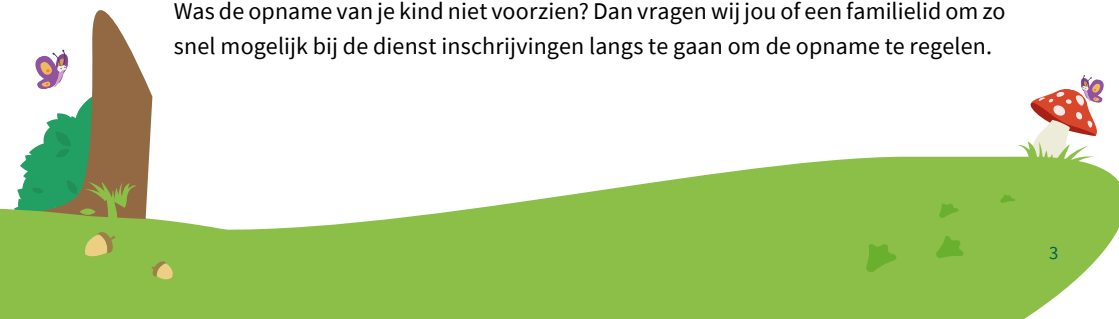 Was de opname van je kind niet voorzien? Dan vragen wij jou of een familielid om zo
snel mogelijk bij de dienst inschrijvingen langs te gaan om de opname te regelen.
3